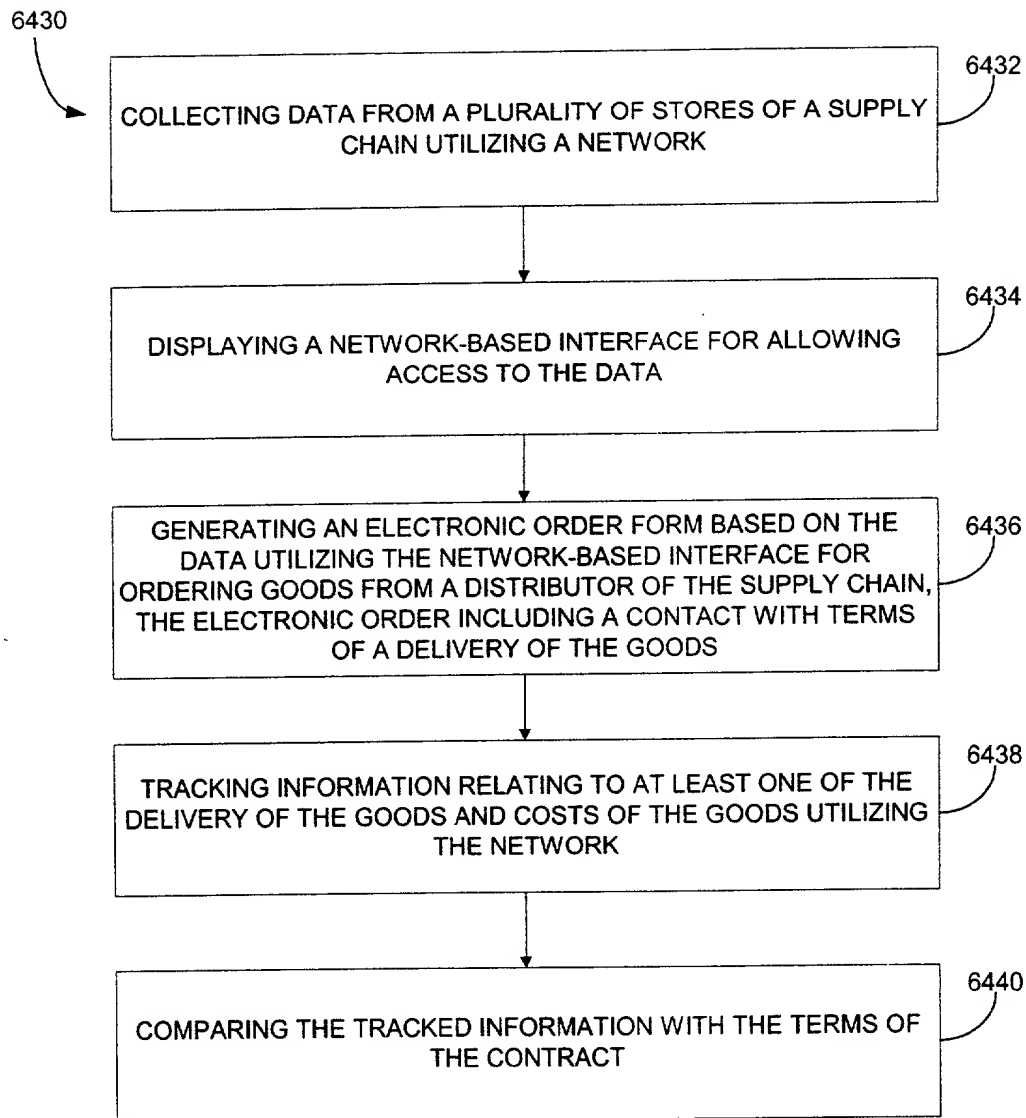 6430
6432
COLLECTING DATA FROM A PLURALITY OF STORES OF A SUPPLY
CHAIN UTILIZING A NETWORK
6434
DISPLAYING A NETWORK-BASED INTERFACE FOR ALLOWING
ACCESS TO THE DATA
6436
GENERATING AN ELECTRONIC ORDER FORM BASED ON THE
DATA UTILIZING THE NETWORK-BASED INTERFACE FOR
ORDERING GOODS FROM A DISTRIBUTOR OF THE SUPPLY CHAIN,
THE ELECTRONIC ORDER INCLUDING A CONTACT WITH TERMS
OF A DELIVERY OF THE GOODS
6438
TRACKING INFORMATION RELATING TO AT LEAST ONE OF THE
DELIVERY OF THE GOODS AND COSTS OF THE GOODS UTILIZING
THE NETWORK
6440
COMPARING THE TRACKED INFORMATION WITH THE TERMS OF
THE CONTRACT